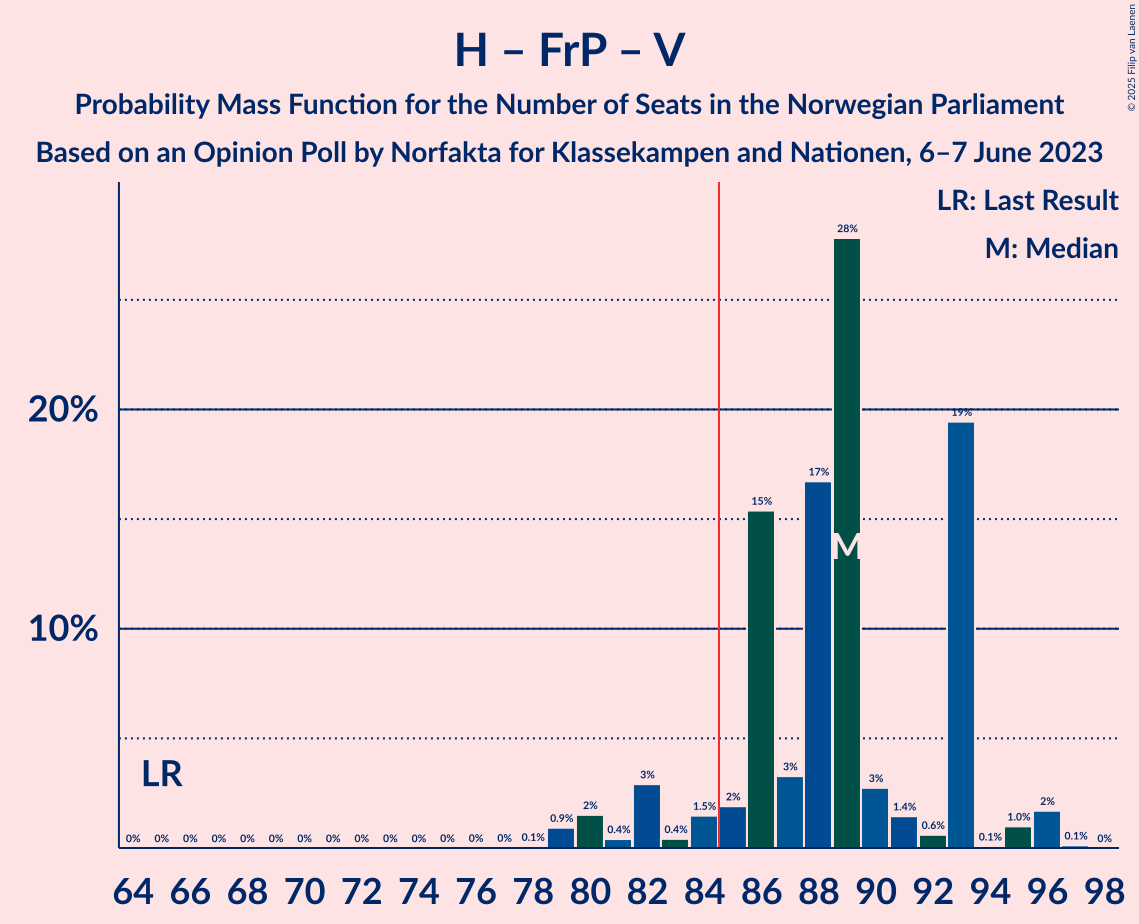 H – FrP – V
Probability Mass Function for the Number of Seats in the Norwegian Parliament
Based on an Opinion Poll by Norfakta for Klassekampen and Nationen, 6–7 June 2023
© 2025 Filip van Laenen
LR: Last Result
M: Median
28%
20%
19%
17%
15%
M
10%
LR
0% 0% 0% 0% 0% 0% 0% 0% 0% 0% 0% 0% 0% 0% 0.1% 0.9% 2% 0.4% 3% 0.4% 1.5% 2% 3% 3% 1.4% 0.6% 0.1% 1.0% 2% 0.1% 0%
64 66 68 70 72 74 76 78 80 82 84 86 88 90 92 94 96 98